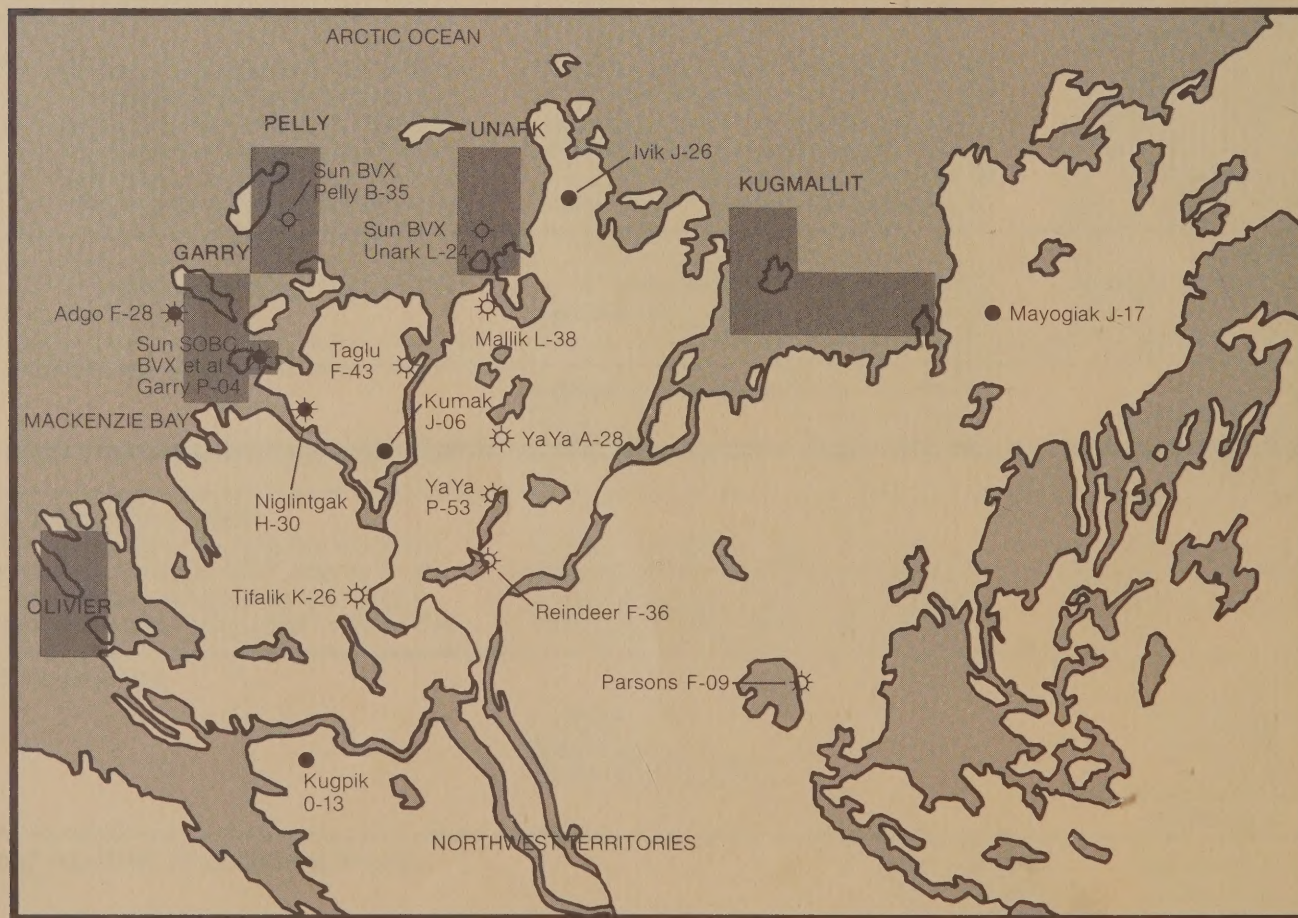 ARCTIC OCEAN
PELLY
UNARK
Ivik J-26
Sun BVX
Pelly B-35
KUGMALLIT
Sun BVX
Unark L-24
GARRY
Adgo F-28
Mayogiak J-17
Sun SOBC
BVX et al
Garry P-04
Taglu
F-43
Mallik L-38
Kumak
J-06
MACKENZIE BAY
YaYa A-28
YaYa
P-53
Niglintgak
H-30
Tifalik K-26
OLIVIER
Reindeer F-36
Parsons F-09
Kugpik
0-13
NORTHWEST TERRITORIES